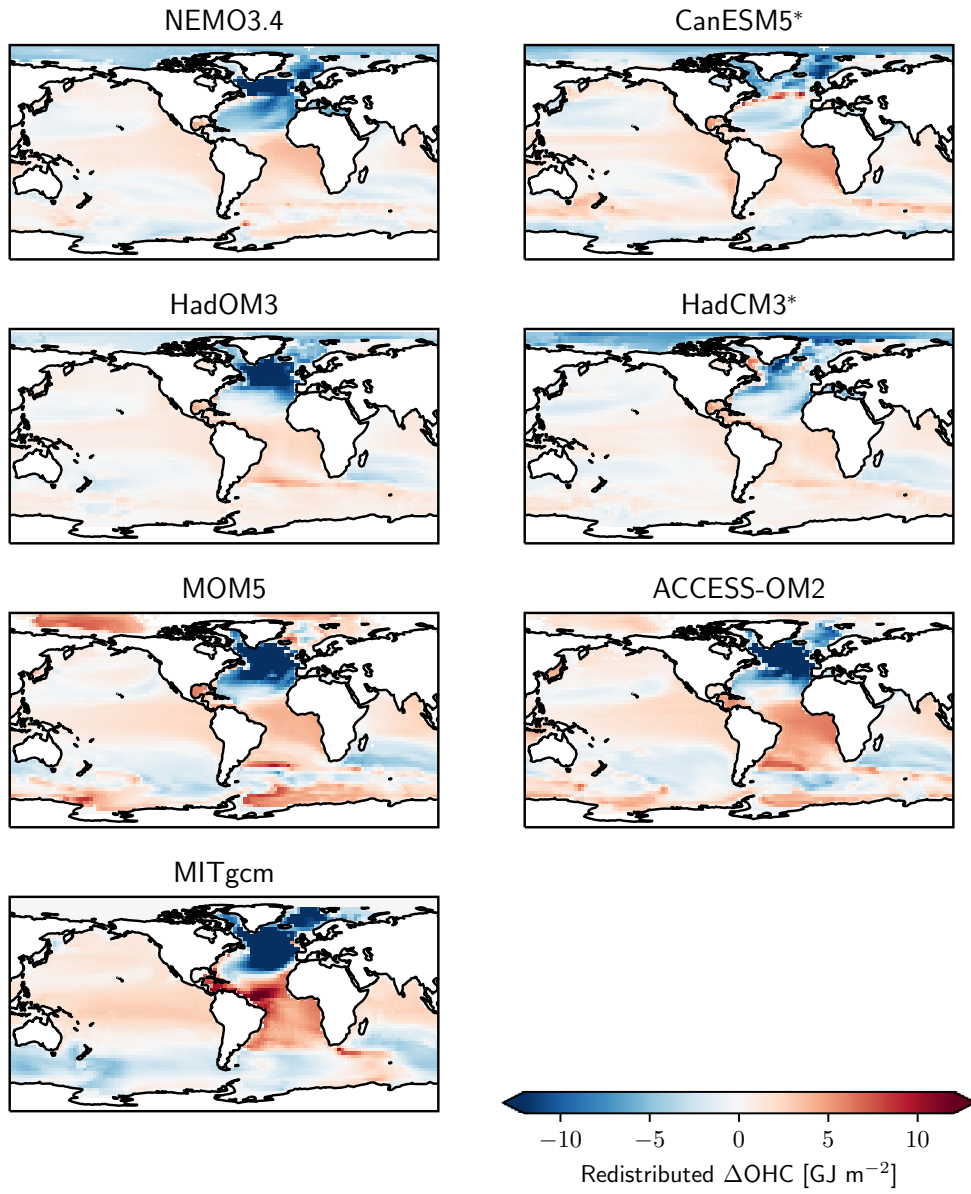 NEMO3.4
CanESM5*
HadOM3
HadCM3*
MOM5
ACCESS-OM2
MITgcm
−10 −5 0 5 10
Redistributed ΔOHC [GJ m⁻²]